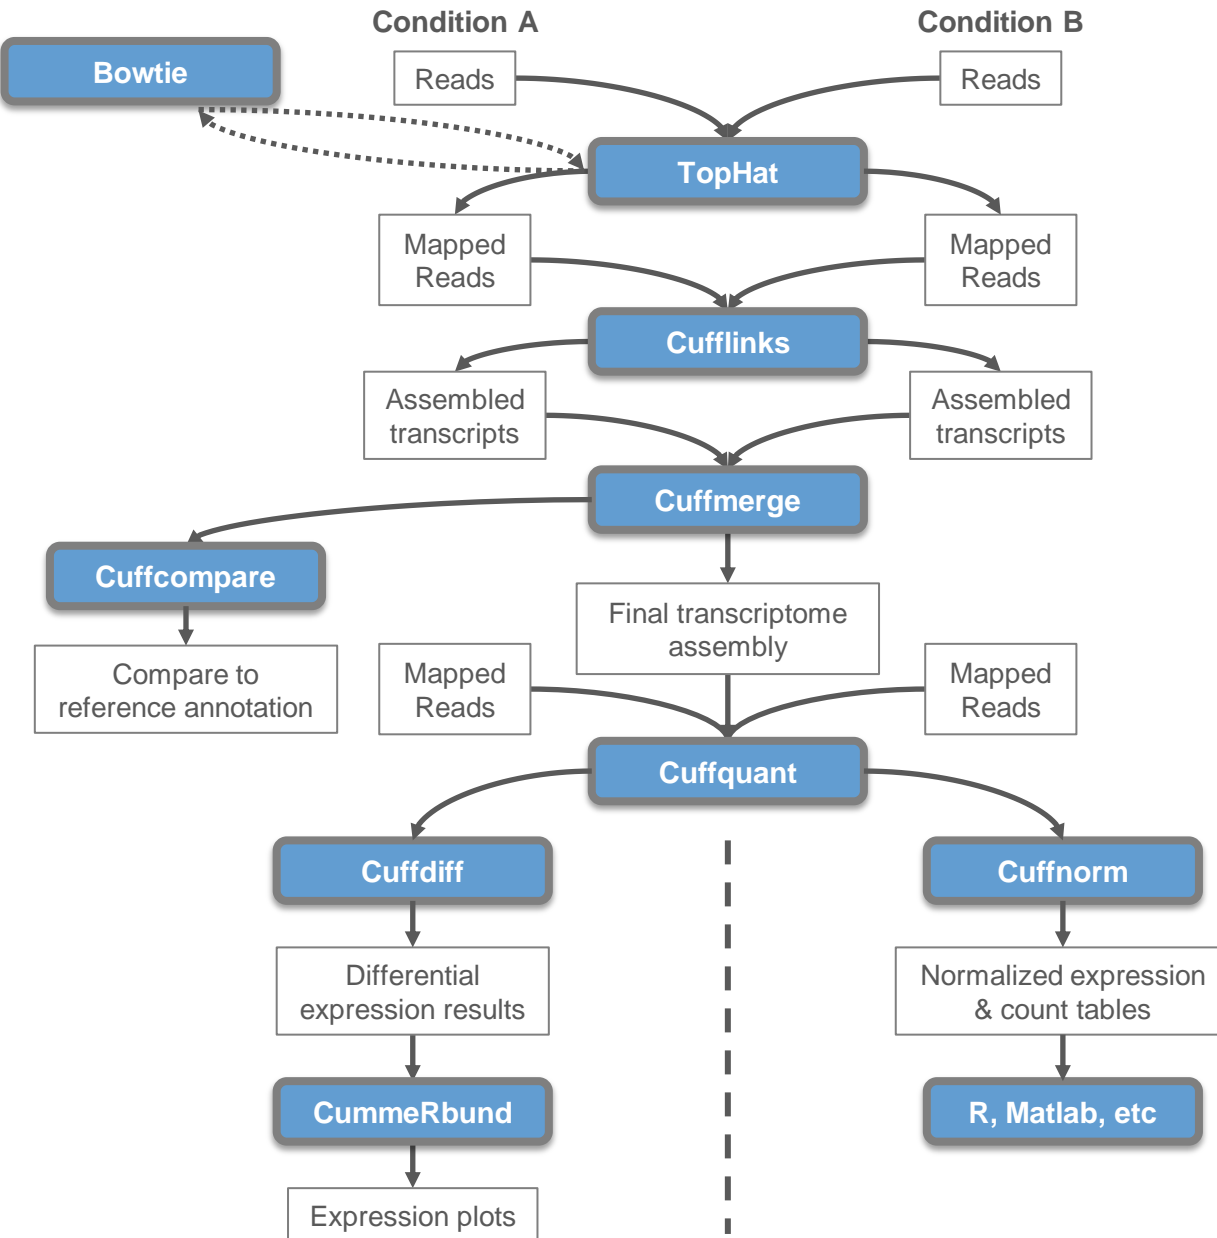 Condition A
Condition B
Bowtie
Reads
Reads
TopHat
Mapped
Reads
Mapped
Reads
Cufflinks
Assembled
transcripts
Assembled
transcripts
Cuffmerge
Cuffcompare
Final transcriptome
assembly
Compare to
reference annotation
Mapped
Reads
Mapped
Reads
Cuffquant
Cuffdiff
Cuffnorm
Differential
expression results
Normalized expression
& count tables
CummeRbund
R, Matlab, etc
Expression plots